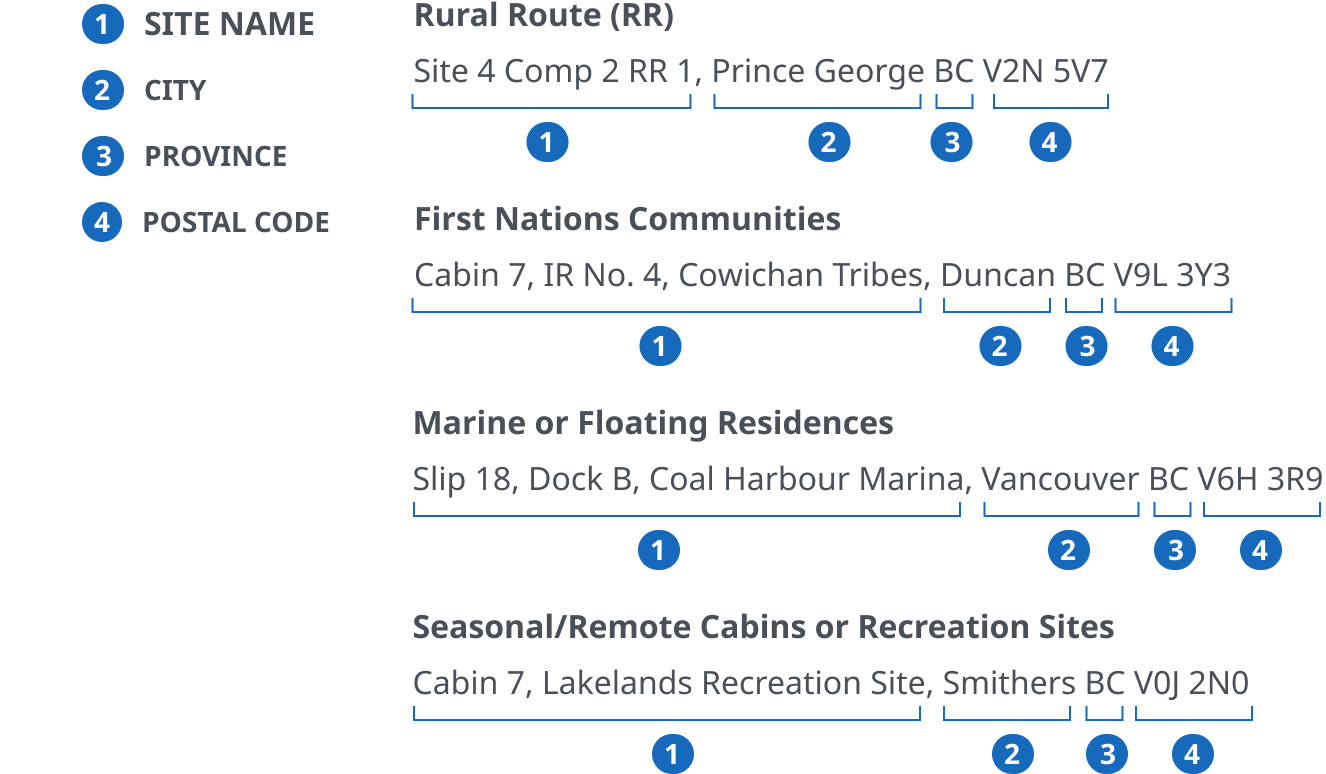 1 SITE NAME
2 CITY
3 PROVINCE
4 POSTAL CODE
Rural Route (RR)
Site 4 Comp 2 RR 1, Prince George BC V2N 5V7
1 2 3 4
First Nations Communities
Cabin 7, IR No. 4, Cowichan Tribes, Duncan BC V9L 3Y3
1 2 3 4
Marine or Floating Residences
Slip 18, Dock B, Coal Harbour Marina, Vancouver BC V6H 3R9
1 2 3 4
Seasonal/Remote Cabins or Recreation Sites
Cabin 7, Lakelands Recreation Site, Smithers BC V0J 2N0
1 2 3 4